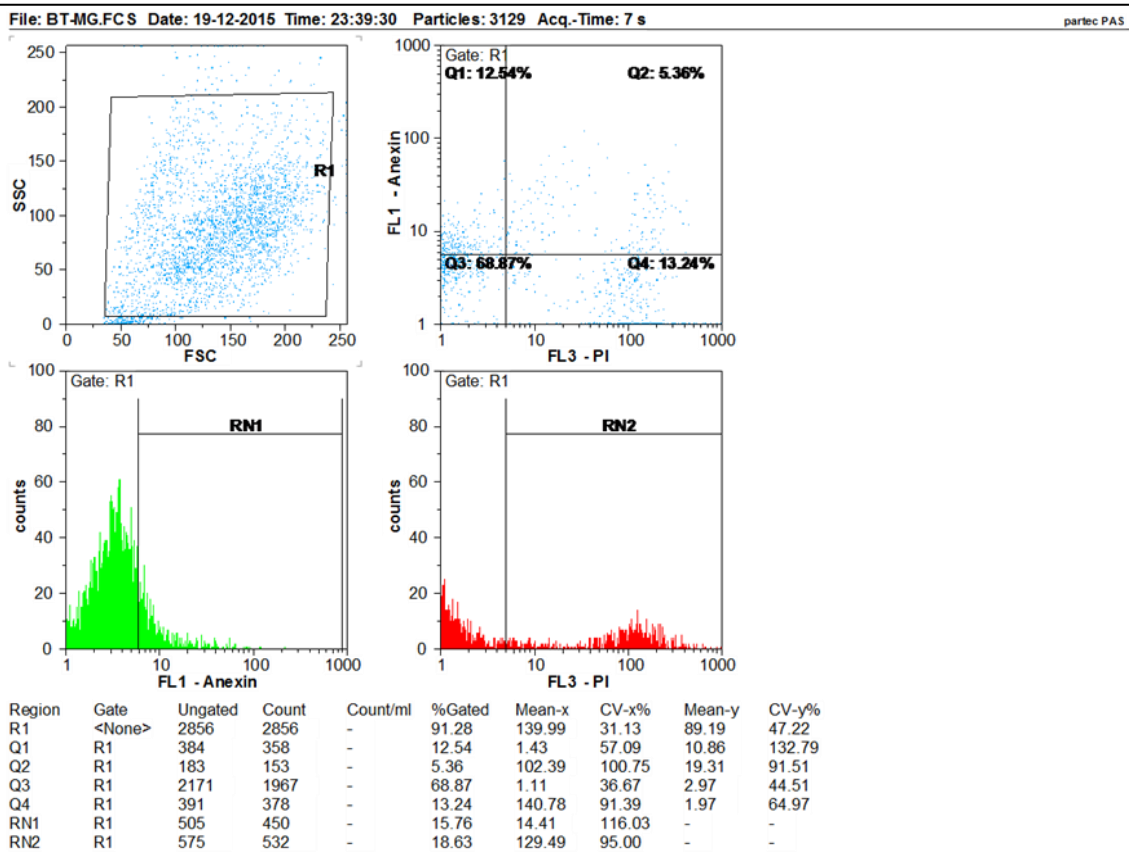 File: BT-MG.FCS Date: 19-12-2015 Time: 23:39:30 Particles: 3129 Acq.-Time: 7 s
partec PAS
250
200
150
100
50
0
SSC
R1
0 50 100 150 200 250
FSC
Gate: R1
Q1: 12.54% Q2: 5.36%
Q3: 68.87% Q4: 13.24%
1000
100
10
1
FL1 - Anexin
1 10 100 1000
FL3 - PI
Gate: R1
RN1
100
80
60
40
20
0
counts
1 10 100 1000
FL1 - Anexin
Gate: R1
RN2
100
80
60
40
20
0
counts
1 10 100 1000
FL3 - PI
Region Gate Ungated Count Count/ml %Gated Mean-x CV-x% Mean-y CV-y%
R1 <None> 2856 2856 - 91.28 139.99 31.13 89.19 47.22
Q1 R1 384 358 - 12.54 1.43 57.09 10.86 132.79
Q2 R1 183 153 - 5.36 102.39 100.75 19.31 91.51
Q3 R1 2171 1967 - 68.87 1.11 36.67 2.97 44.51
Q4 R1 391 378 - 13.24 140.78 91.39 1.97 64.97
RN1 R1 505 450 - 15.76 14.41 116.03 - -
RN2 R1 575 532 - 18.63 129.49 95.00 - -